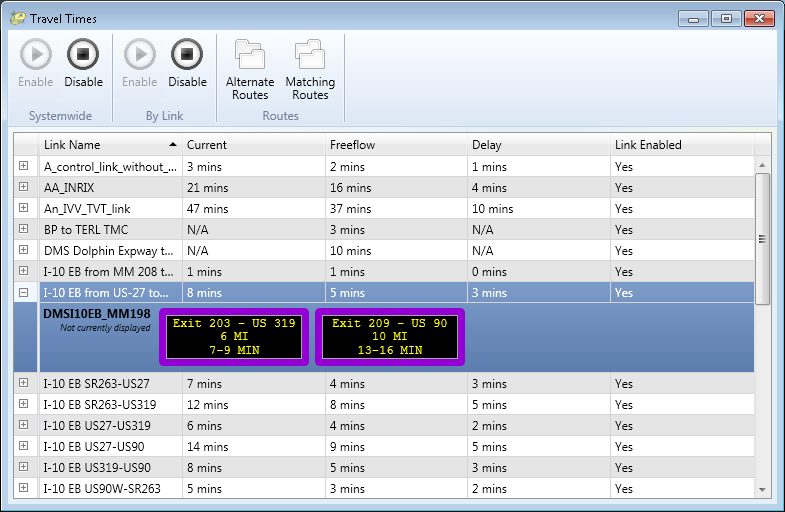 Travel Times
Enable Disable Enable Disable Alternate Routes Matching Routes
Systemwide By Link Routes
Link Name Current Freeflow Delay Link Enabled
A_control_link_without_... 3 mins 2 mins 1 mins Yes
AA_INRIX 21 mins 16 mins 4 mins Yes
An_IVV_TVT_link 47 mins 37 mins 10 mins Yes
BP to TERL TMC N/A 3 mins N/A Yes
DMS Dolphin Expway t... N/A 10 mins N/A Yes
I-10 EB from MM 208 t... 1 mins 1 mins 0 mins Yes
I-10 EB from US-27 to... 8 mins 5 mins 3 mins Yes
DMSI10EB_MM198
Not currently displayed
Exit 203 - US 319
6 MI
7-9 MIN
Exit 209 - US 90
10 MI
13-16 MIN
I-10 EB SR263-US27 7 mins 4 mins 3 mins Yes
I-10 EB SR263-US319 12 mins 8 mins 5 mins Yes
I-10 EB US27-US319 6 mins 4 mins 2 mins Yes
I-10 EB US27-US90 14 mins 9 mins 5 mins Yes
I-10 EB US319-US90 8 mins 5 mins 3 mins Yes
I-10 EB US90W-SR263 5 mins 3 mins 2 mins Yes